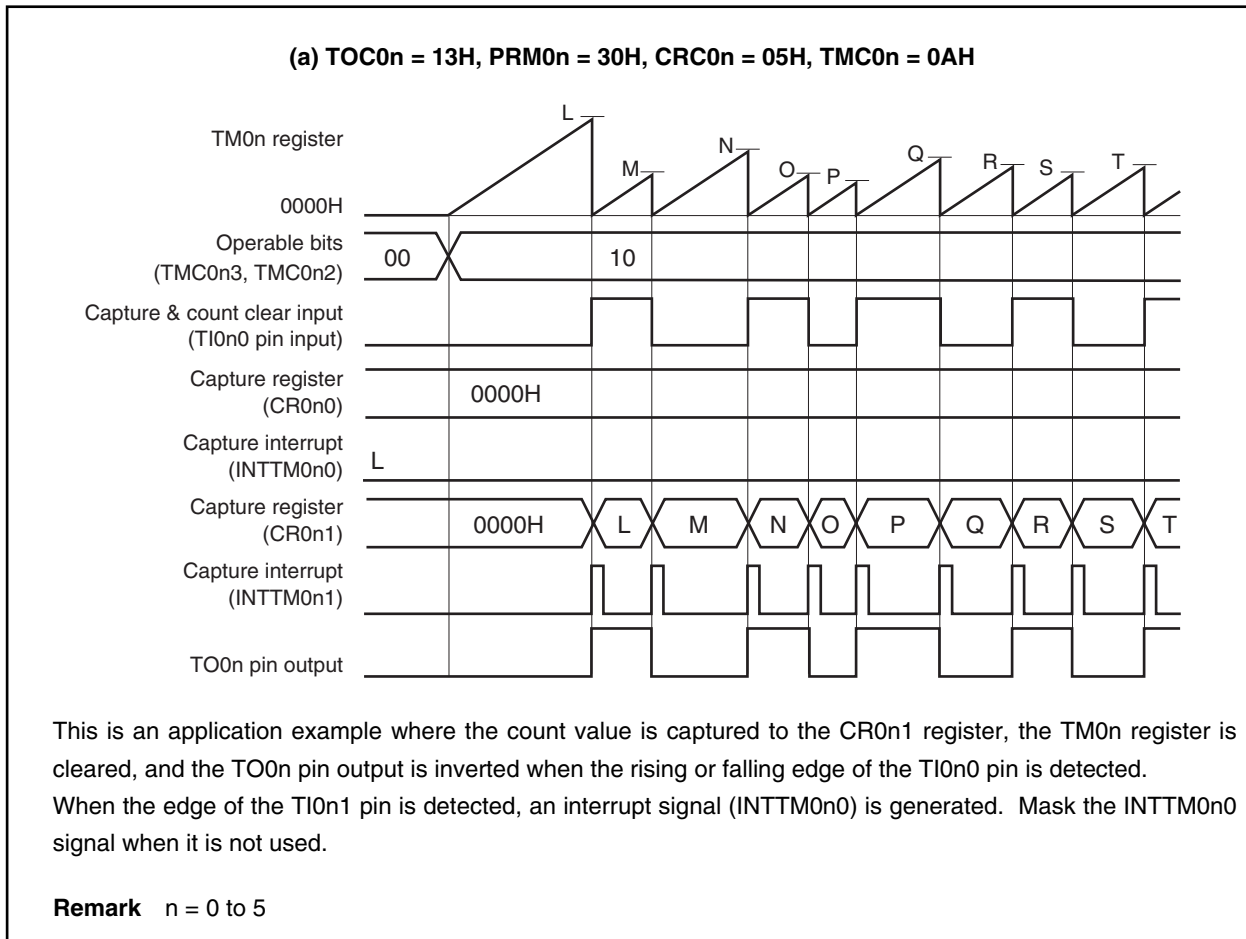 (a) TOC0n = 13H, PRM0n = 30H, CRC0n = 05H, TMC0n = 0AH
TM0n register
L
M
N
O
P
Q
R
S
T
0000H
Operable bits
(TMC0n3, TMC0n2)
00
10
Capture & count clear input
(TI0n0 pin input)
Capture register
(CR0n0)
0000H
Capture interrupt
(INTTM0n0)
L
Capture register
(CR0n1)
0000H
L
M
N
O
P
Q
R
S
T
Capture interrupt
(INTTM0n1)
TO0n pin output
This is an application example where the count value is captured to the CR0n1 register, the TM0n register is
cleared, and the TO0n pin output is inverted when the rising or falling edge of the TI0n0 pin is detected.
When the edge of the TI0n1 pin is detected, an interrupt signal (INTTM0n0) is generated. Mask the INTTM0n0
signal when it is not used.
Remark n = 0 to 5